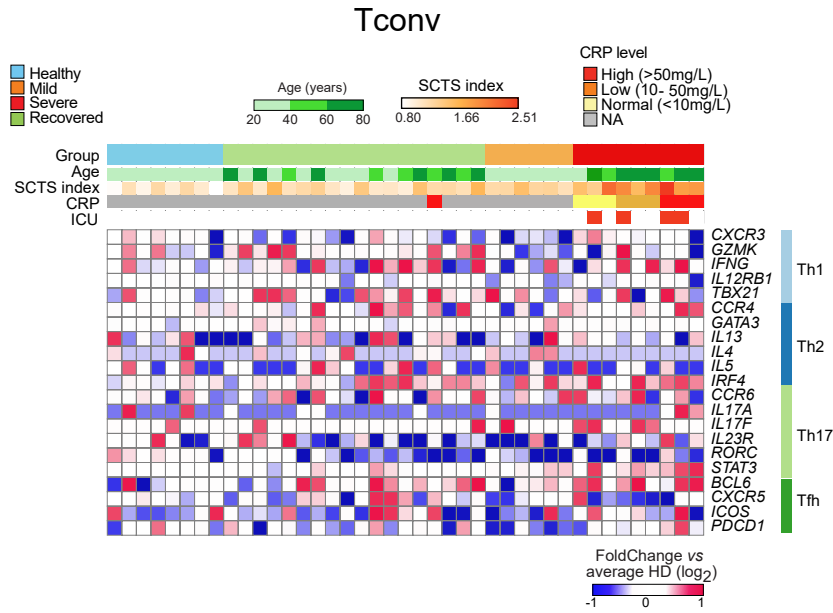 Tconv
Healthy
Mild
Severe
Recovered
Age (years)
20 40 60 80
SCTS index
0.80 1.66 2.51
CRP level
High (>50mg/L)
Low (10- 50mg/L)
Normal (<10mg/L)
NA
Group
Age
SCTS index
CRP
ICU
CXCR3
GZMK
IFNG
IL12RB1
TBX21
CCR4
GATA3
IL13
IL4
IL5
IRF4
CCR6
IL17A
IL17F
IL23R
RORC
STAT3
BCL6
CXCR5
ICOS
PDCD1
Th1
Th2
Th17
Tfh
FoldChange vs
average HD (log2)
-1 0 1